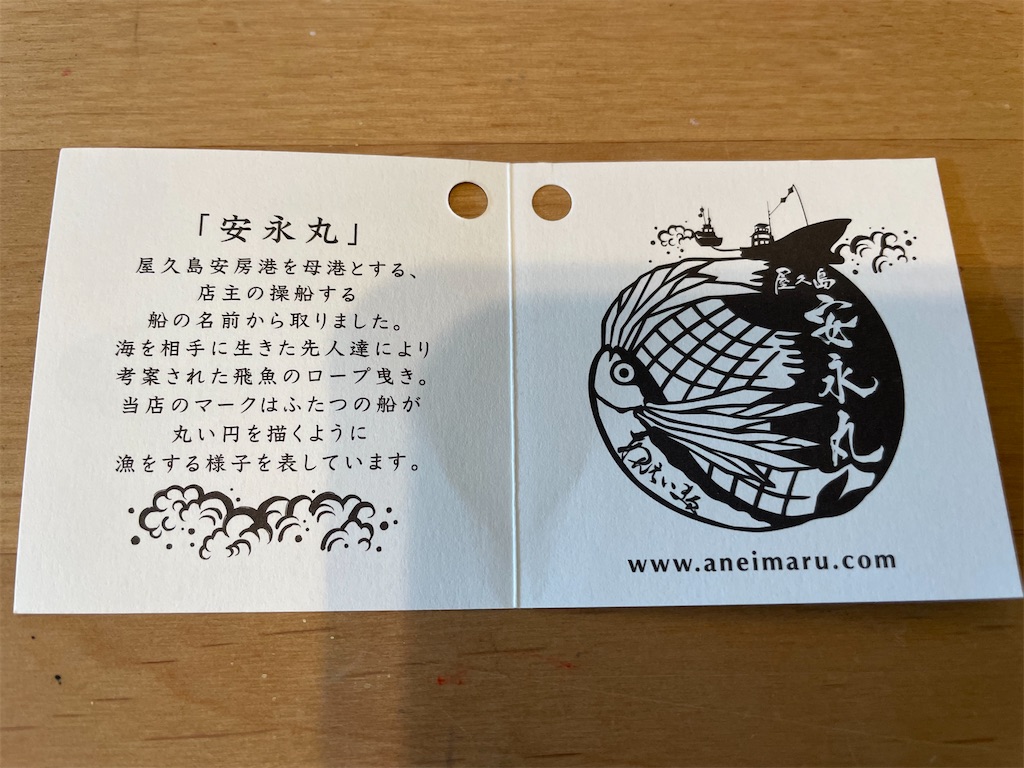 「安永丸」
屋久島安房港を母港とする、
店主の操船する
船の名前から取りました。
海を相手に生きた先人達により
考案された飛魚のロープ曳き。
当店のマークはふたつの船が
丸い円を描くように
漁をする様子を表しています。
屋久島
安永丸
www.aneimaru.com